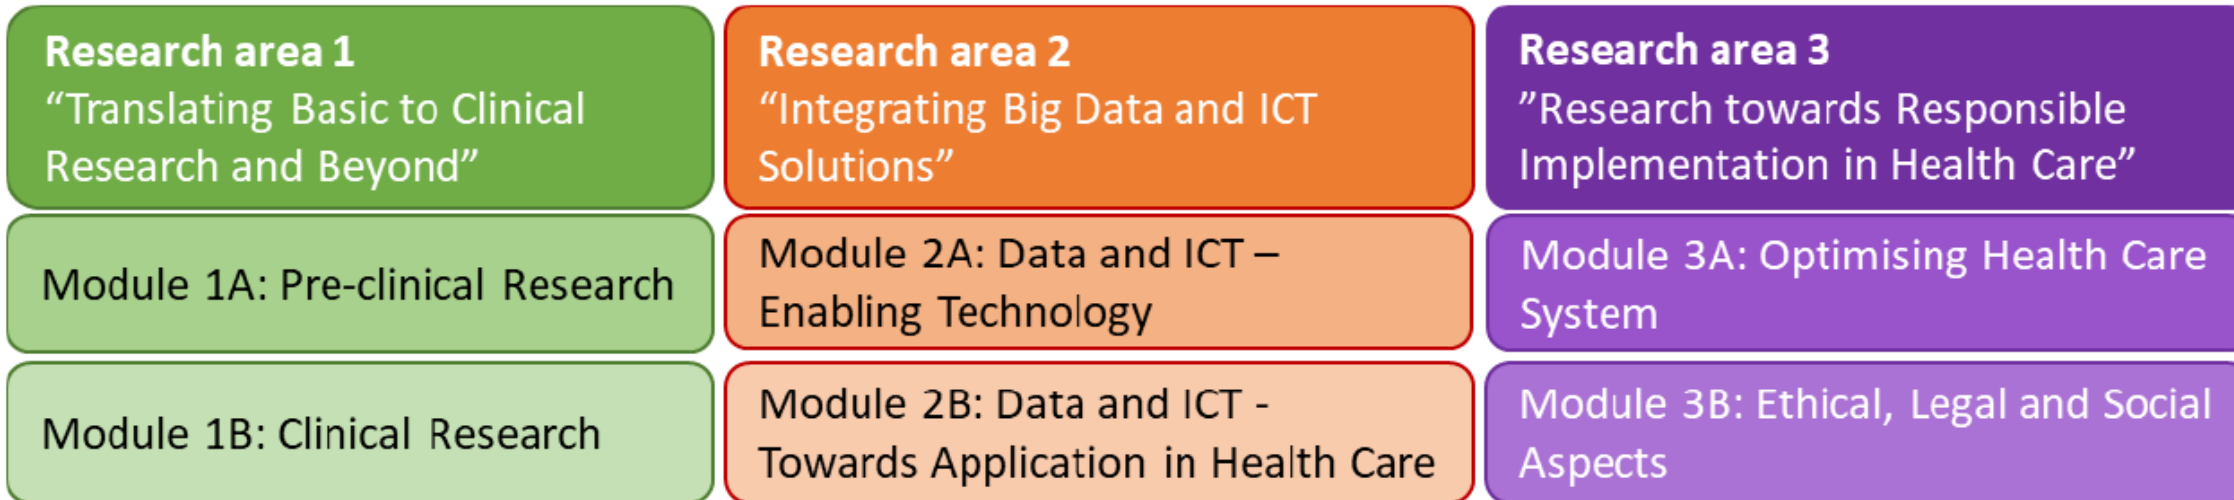 Research area 1
“Translating Basic to Clinical
Research and Beyond”
Module 1A: Pre-clinical Research
Module 1B: Clinical Research
Research area 2
“Integrating Big Data and ICT
Solutions”
Module 2A: Data and ICT –
Enabling Technology
Module 2B: Data and ICT -
Towards Application in Health Care
Research area 3
”Research towards Responsible
Implementation in Health Care”
Module 3A: Optimising Health Care
System
Module 3B: Ethical, Legal and Social
Aspects